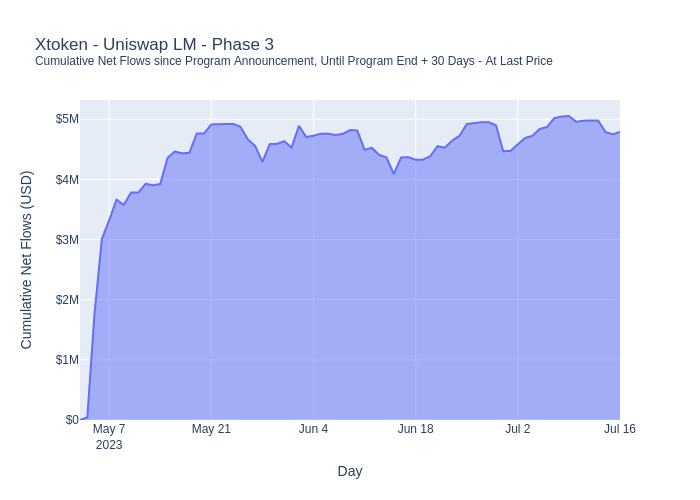 Xtoken - Uniswap LM - Phase 3
Cumulative Net Flows since Program Announcement, Until Program End + 30 Days - At Last Price
Cumulative Net Flows (USD)
$5M
$4M
$3M
$2M
$1M
$0
May 7
2023
May 21
Jun 4
Jun 18
Jul 2
Jul 16
Day